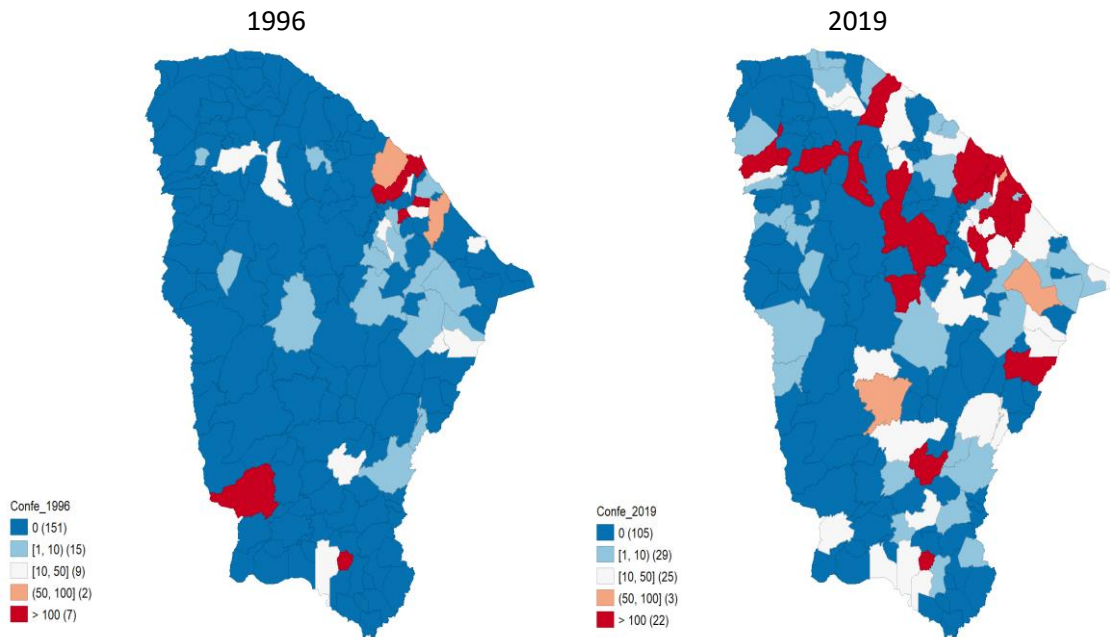 1996
2019
Confe_1996
0 (151)
[1, 10) (15)
[10, 50] (9)
(50, 100] (2)
> 100 (7)
Confe_2019
0 (105)
[1, 10) (29)
[10, 50] (25)
(50, 100] (3)
> 100 (22)